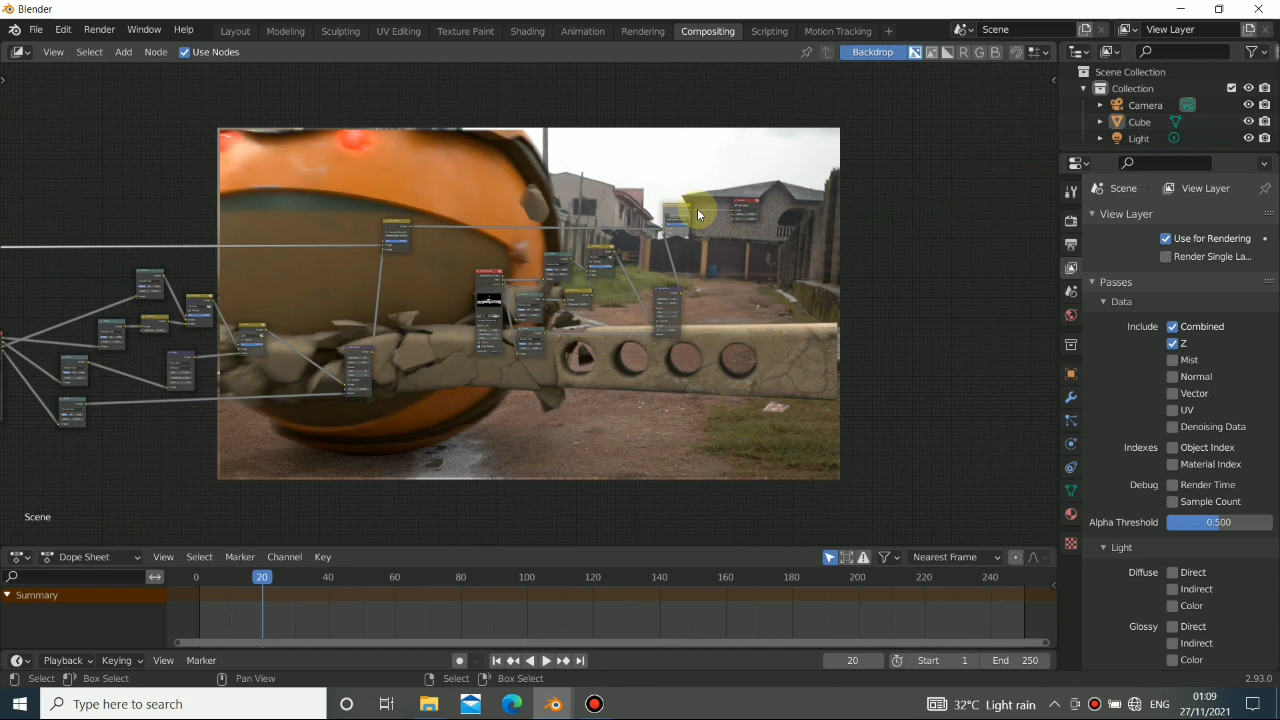 Blender
File Edit Render Window Help
Layout Modeling Sculpting UV Editing Texture Paint Shading Animation Rendering Compositing Scripting Motion Tracking +
Scene
View Layer
View Select Add Node Use Nodes
Backdrop R G B
Scene Collection
Collection
Camera
Cube
Light
Scene View Layer
View Layer
Use for Rendering
Render Single La...
Passes
Data
Include Combined
Z
Mist
Normal
Vector
UV
Denoising Data
Indexes Object Index
Material Index
Debug Render Time
Sample Count
Alpha Threshold 0.500
Light
Diffuse Direct
Indirect
Color
Glossy Direct
Indirect
Color
Scene
Dope Sheet View Select Marker Channel Key Nearest Frame
0 20 40 60 80 100 120 140 160 180 200 220 240
Summary
Playback Keying View Marker 20 Start 1 End 250
Select Box Select Pan View Select Box Select 2.93.0
Type here to search
32°C Light rain ENG
01:09
27/11/2021